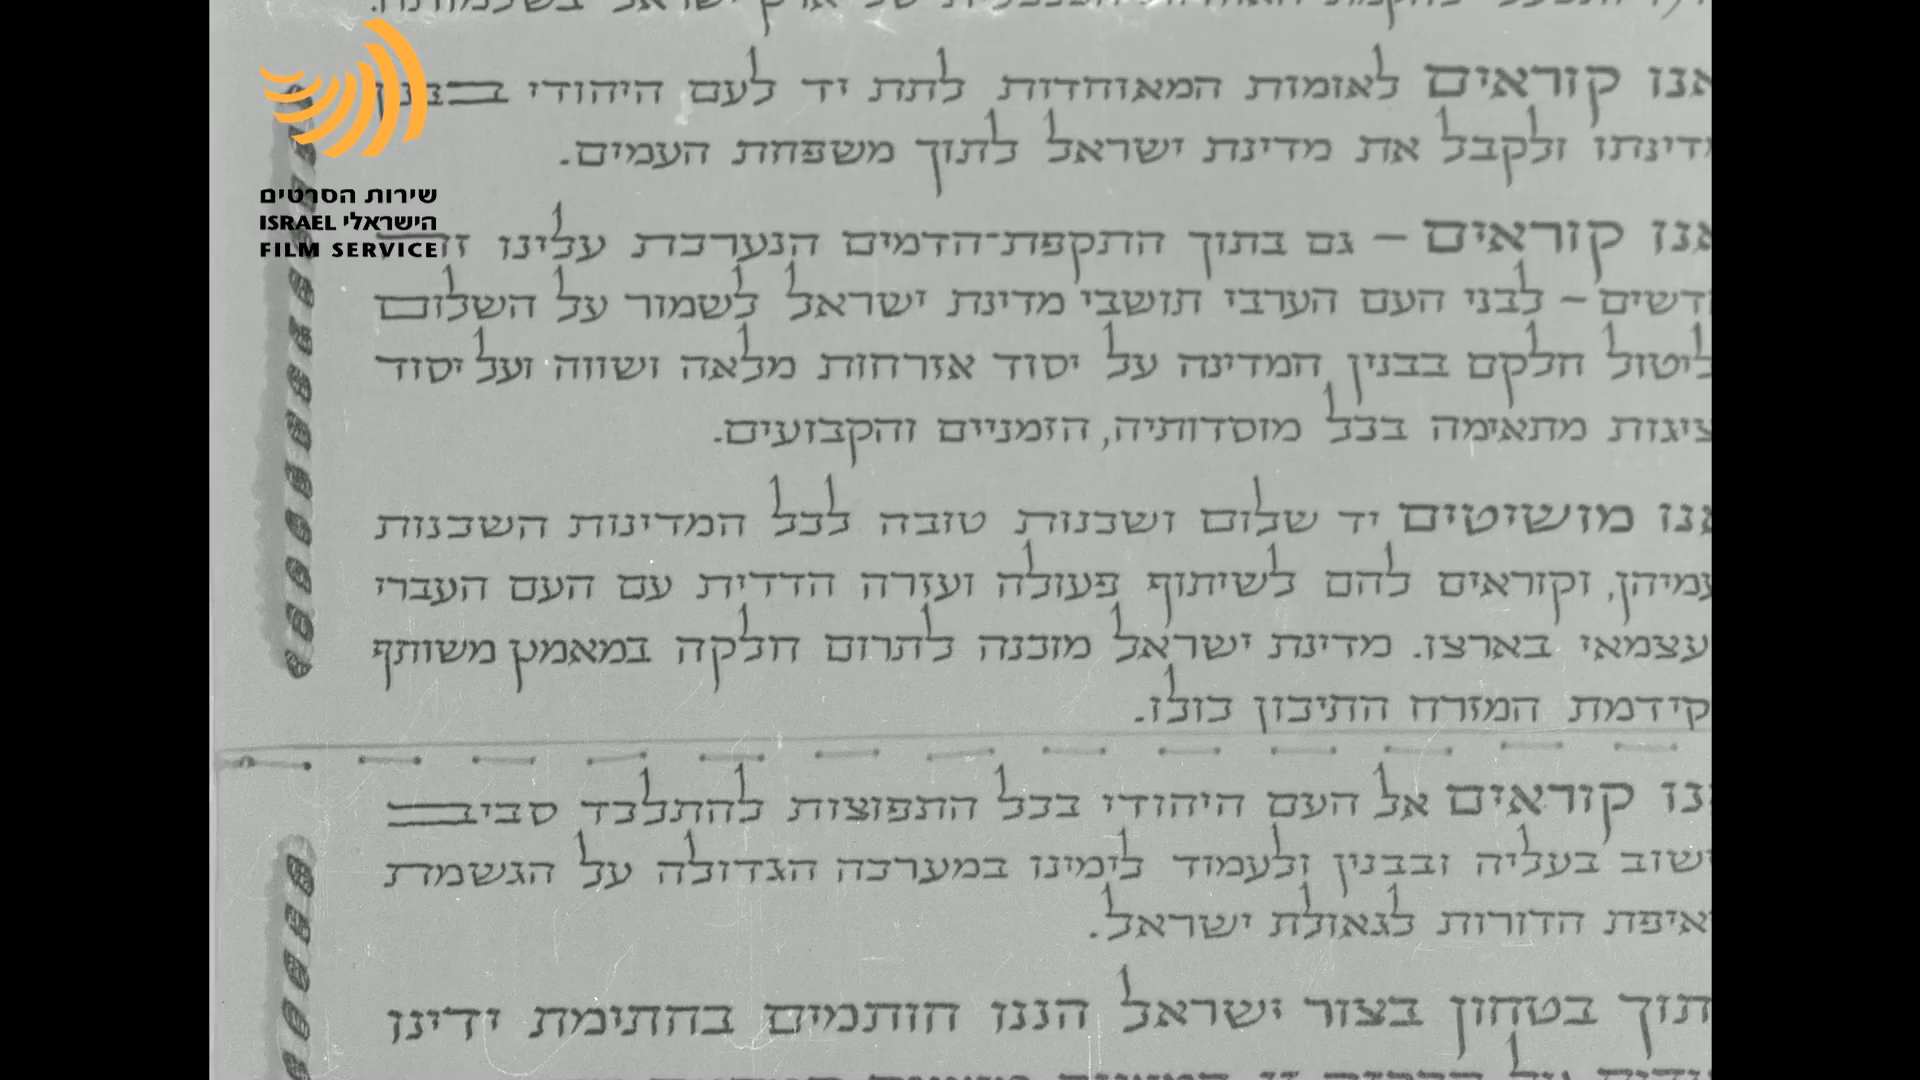 שירות הסרטים
הישראלי ISRAEL
FILM SERVICE
אנו קוראים לאומות המאוחדות לתת יד לעם היהודי בבנין
מדינתו ולקבל את מדינת ישראל לתוך משפחת העמים.
אנו קוראים – גם בתוך התקפת־הדמים הנערכת עלינו זה
חדשים – לבני העם הערבי תושבי מדינת ישראל לשמור על השלום
וליטול חלקם בבנין המדינה על יסוד אזרחות מלאה ושווה ועל יסוד
נציגות מתאימה בכל מוסדותיה, הזמניים והקבועים.
אנו מושיטים יד שלום ושכנות טובה לכל המדינות השכנות
ועמיהן, וקוראים להם לשיתוף פעולה ועזרה הדדית עם העם העברי
העצמאי בארצו. מדינת ישראל מוכנה לתרום חלקה במאמץ משותף
לקידמת המזרח התיכון כולו.
אנו קוראים אל העם היהודי בכל התפוצות להתלכד סביב
הישוב בעליה ובבנין ולעמוד לימינו במערכה הגדולה על הגשמת
שאיפת הדורות לגאולת ישראל.
מתוך בטחון בצור ישראל הננו חותמים בחתימת ידינו